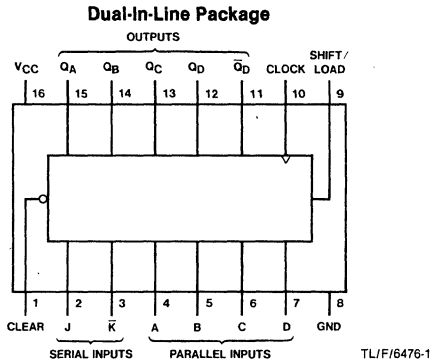 Dual-In-Line Package
OUTPUTS
VCC QA QB QC QD Q̅D CLOCK SHIFT/
LOAD
16 15 14 13 12 11 10 9
1 2 3 4 5 6 7 8
CLEAR J K̅ A B C D GND
SERIAL INPUTS PARALLEL INPUTS
TL/F/6476-1